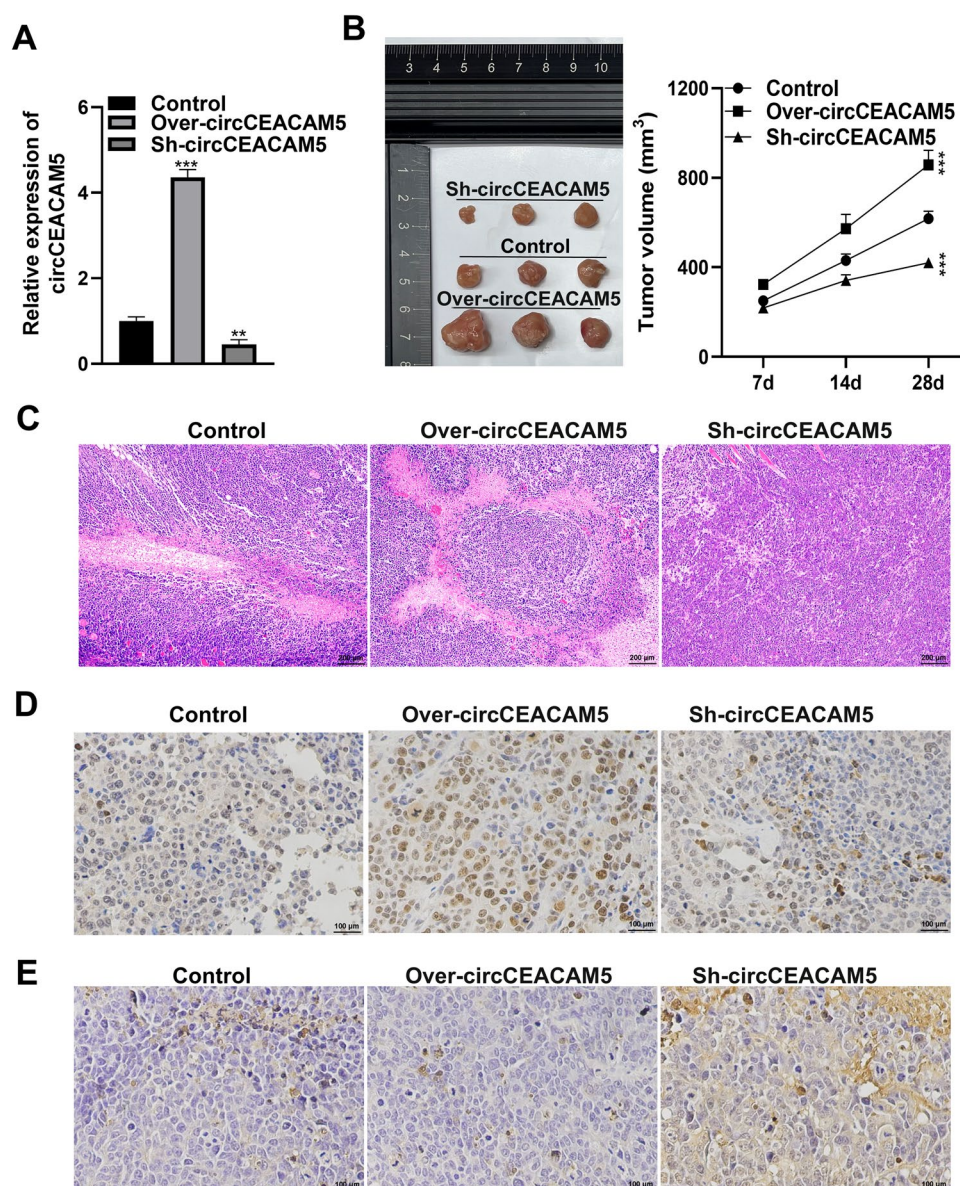 A
Relative expression of
circCEACAM5
6
4
2
0
Control
Over-circCEACAM5
Sh-circCEACAM5
***
**
B
3 4 5 6 7 8 9 10
1
2
3
4
5
6
7
8
Sh-circCEACAM5
Control
Over-circCEACAM5
Tumor volume (mm³)
1200
800
400
0
Control
Over-circCEACAM5
Sh-circCEACAM5
***
***
7d 14d 28d
C
Control Over-circCEACAM5 Sh-circCEACAM5
200 µm 200 µm 200 µm
D
Control Over-circCEACAM5 Sh-circCEACAM5
100 µm 100 µm 100 µm
E
Control Over-circCEACAM5 Sh-circCEACAM5
100 µm 100 µm 100 µm